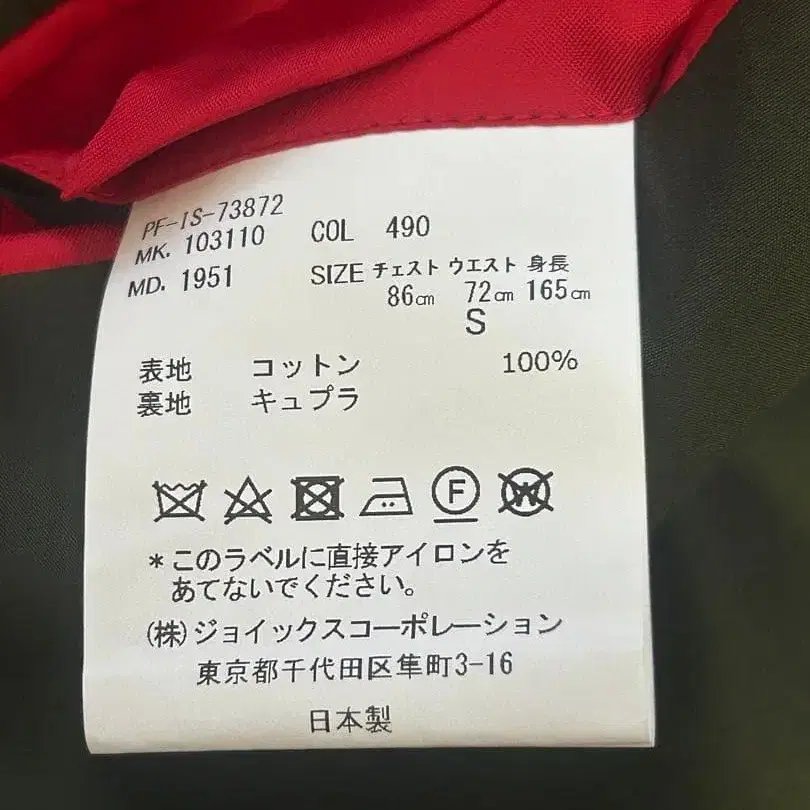 PF-IS-73872
MK. 103110 COL 490
MD. 1951 SIZE チェスト ウエスト 身長
86㎝ 72㎝ 165㎝
S
表地 コットン 100%
裏地 キュプラ
F W
*このラベルに直接アイロンを
あてないでください。
(株)ジョイックスコーポレーション
東京都千代田区隼町3-16
日本製